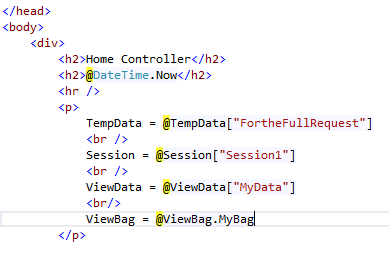 </head>
<body>
<div>
<h2>Home Controller</h2>
<h2>@DateTime.Now</h2>
<hr />
<p>
TempData = @TempData["FortheFullRequest"]
<br />
Session = @Session["Session1"]
<br />
ViewData = @ViewData["MyData"]
<br/>
ViewBag = @ViewBag.MyBag
</p>